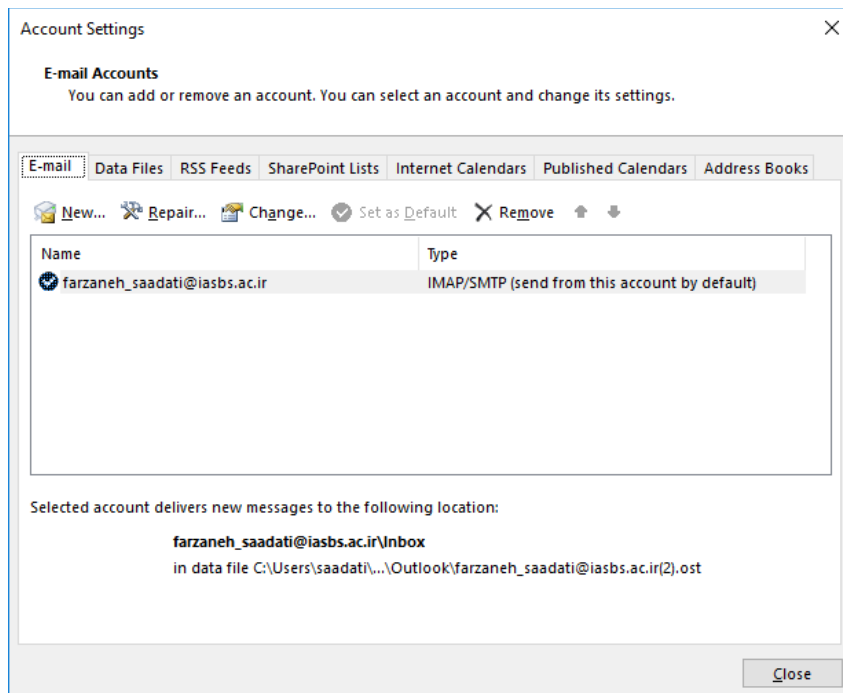 Account Settings
E-mail Accounts
You can add or remove an account. You can select an account and change its settings.
E-mail Data Files RSS Feeds SharePoint Lists Internet Calendars Published Calendars Address Books
New... Repair... Change... Set as Default Remove
Name Type
farzaneh_saadati@iasbs.ac.ir IMAP/SMTP (send from this account by default)
Selected account delivers new messages to the following location:
farzaneh_saadati@iasbs.ac.ir\Inbox
in data file C:\Users\saadati\...\Outlook\farzaneh_saadati@iasbs.ac.ir(2).ost
Close